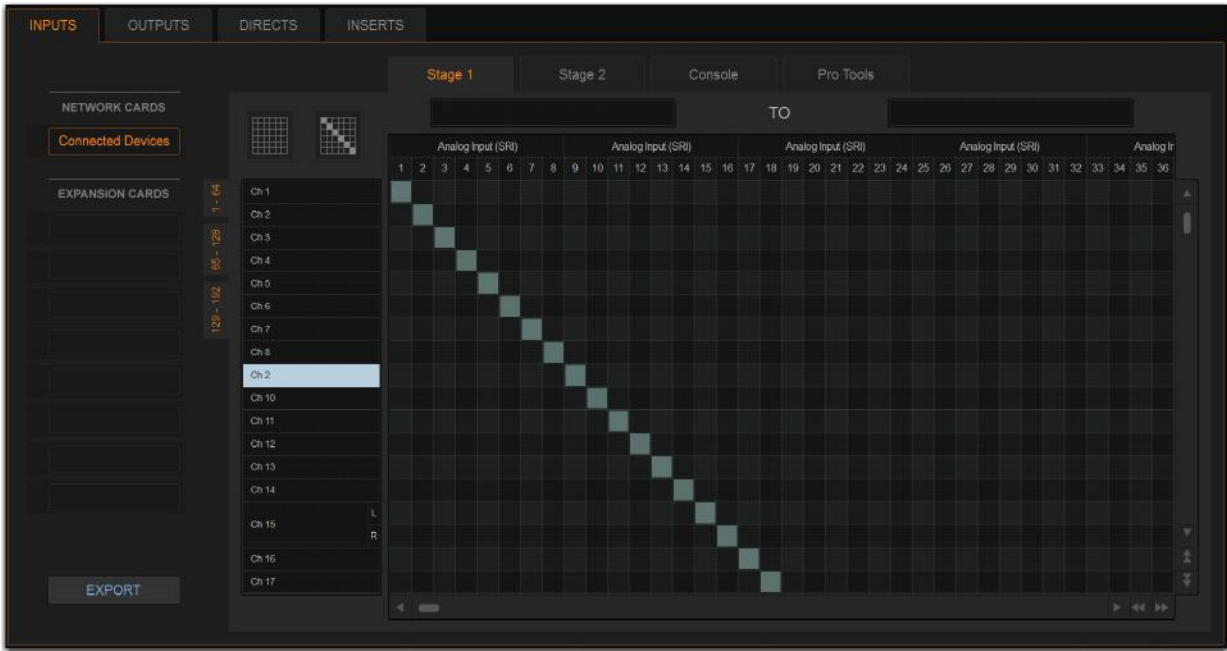 INPUTS OUTPUTS DIRECTS INSERTS
Stage 1 Stage 2 Console Pro Tools
NETWORK CARDS
Connected Devices
EXPANSION CARDS
EXPORT
1 - 64
65 - 128
129 - 192
TO
Analog Input (SRI) Analog Input (SRI) Analog Input (SRI) Analog Input (SRI) Analog Ir
1 2 3 4 5 6 7 8 9 10 11 12 13 14 15 16 17 18 19 20 21 22 23 24 25 26 27 28 29 30 31 32 33 34 35 36
Ch 1
Ch 2
Ch 3
Ch 4
Ch 5
Ch 6
Ch 7
Ch 8
Ch 2
Ch 10
Ch 11
Ch 12
Ch 13
Ch 14
Ch 15 L
R
Ch 16
Ch 17